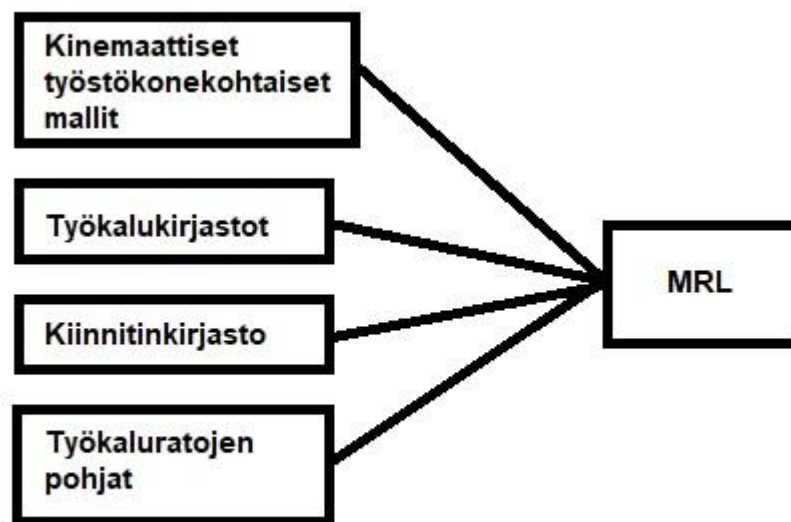 Kinemaattiset
työstökonekohtaiset
mallit
Työkalukirjastot
Kiinnitinkirjasto
Työkaluratojen
pohjat
MRL